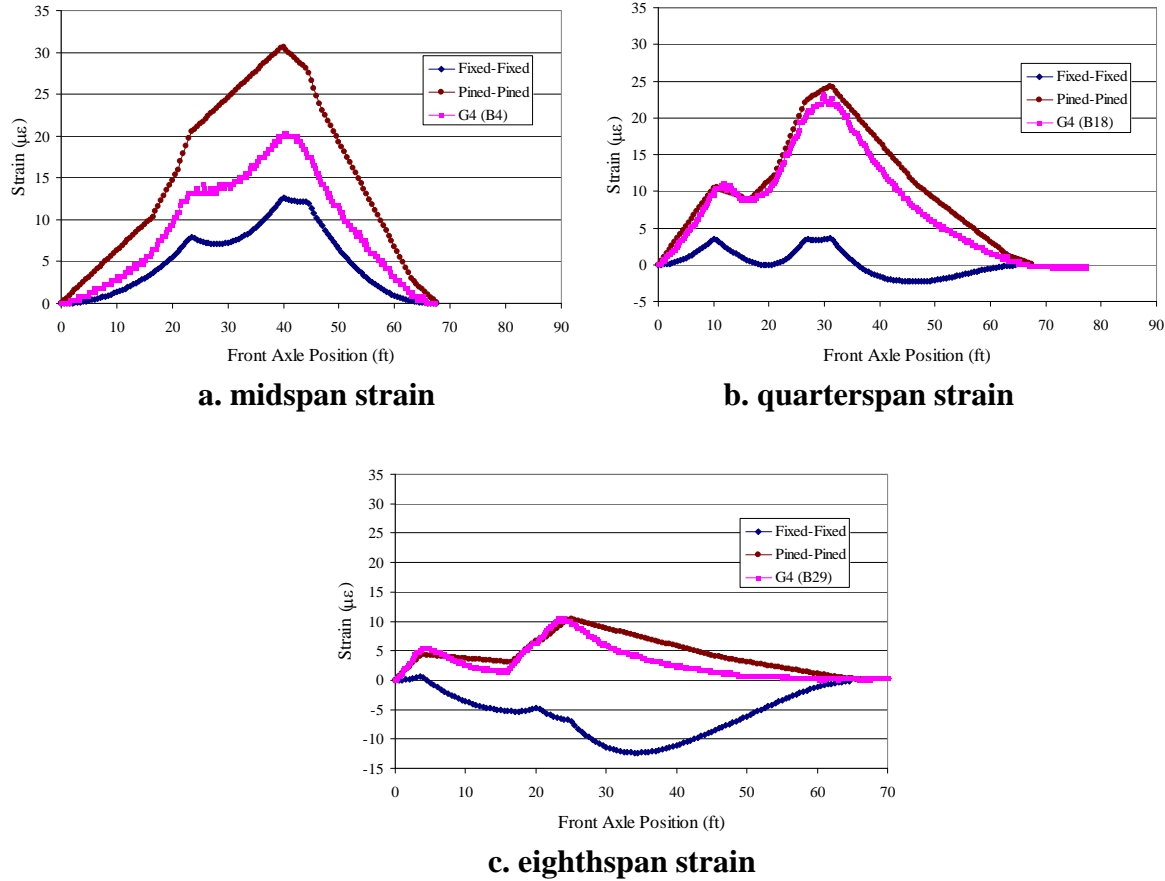 35
30
25
20
15
10
5
0
Strain (με)
Fixed-Fixed
Pined-Pined
G4 (B4)
0 10 20 30 40 50 60 70 80 90
Front Axle Position (ft)
a. midspan strain
35
30
25
20
15
10
5
0
-5
Strain (με)
Fixed-Fixed
Pined-Pined
G4 (B18)
0 10 20 30 40 50 60 70 80 90
Front Axle Position (ft)
b. quarterspan strain
35
30
25
20
15
10
5
0
-5
-10
-15
Strain (με)
Fixed-Fixed
Pined-Pined
G4 (B29)
0 10 20 30 40 50 60 70
Front Axle Position (ft)
c. eighthspan strain